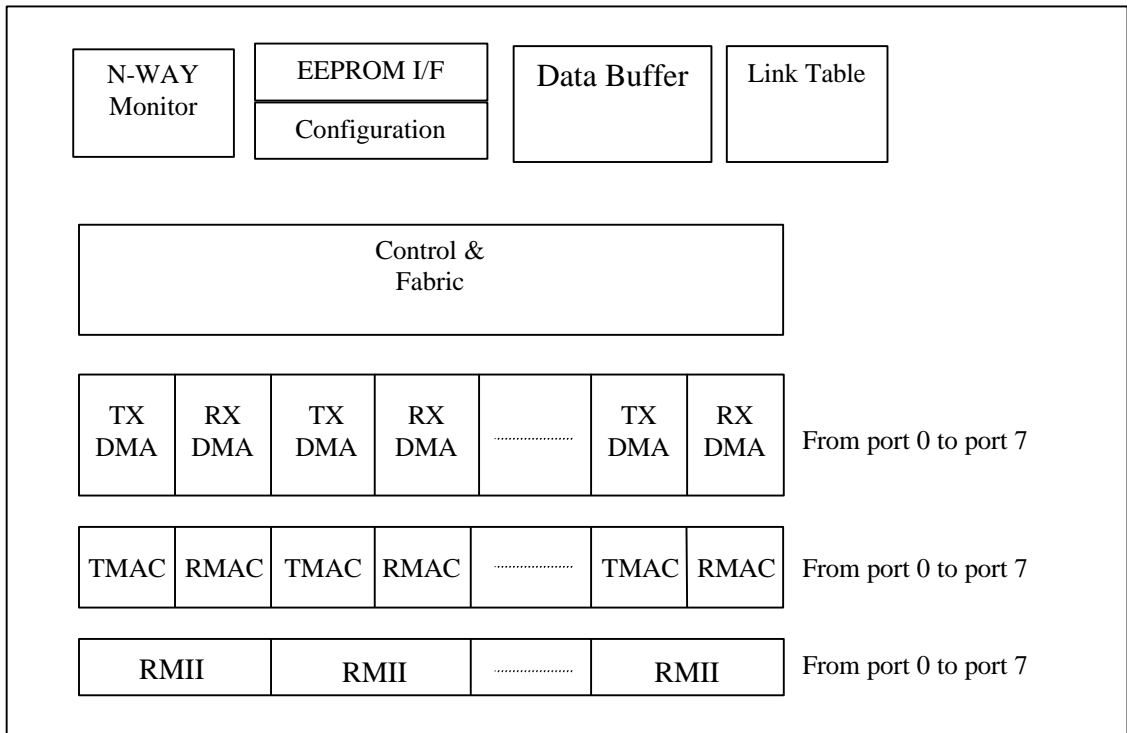 N-WAY
Monitor
EEPROM I/F
Configuration
Data Buffer
Link Table
Control &
Fabric
TX
DMA
RX
DMA
TX
DMA
RX
DMA
TX
DMA
RX
DMA
From port 0 to port 7
TMAC
RMAC
TMAC
RMAC
TMAC
RMAC
From port 0 to port 7
RMII
RMII
RMII
From port 0 to port 7